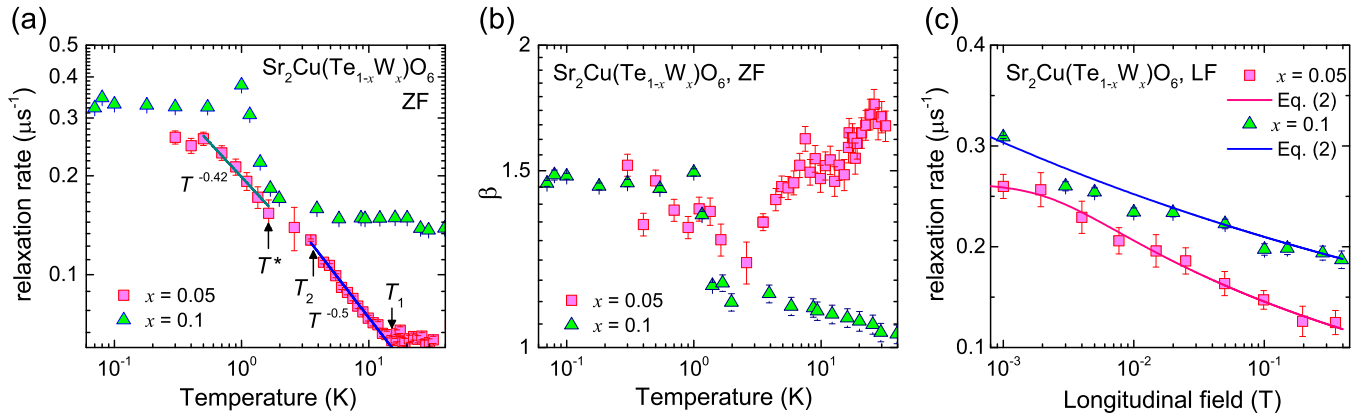 (a)
0.5
0.4
0.3
0.2
0.1
relaxation rate (μs⁻¹)
Sr₂Cu(Te₁₋ₓWₓ)O₆
ZF
T ⁻⁰·⁴²
T*
T₂
T₁
T ⁻⁰·⁵
x = 0.05
x = 0.1
10⁻¹
10⁰
10¹
Temperature (K)
(b)
2
1.5
1
β
Sr₂Cu(Te₁₋ₓWₓ)O₆, ZF
x = 0.05
x = 0.1
10⁻¹
10⁰
10¹
Temperature (K)
(c)
0.4
0.3
0.2
0.1
relaxation rate (μs⁻¹)
Sr₂Cu(Te₁₋ₓWₓ)O₆, LF
x = 0.05
Eq. (2)
x = 0.1
Eq. (2)
10⁻³
10⁻²
10⁻¹
Longitudinal field (T)